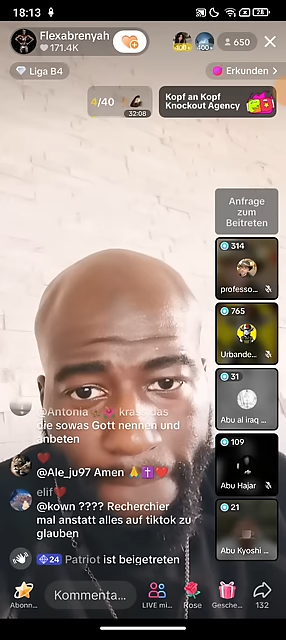 18:13
28
Flexabrenyah
171.4K
400+
400+
650
Liga B4
Erkunden >
4/40
32:08
Kopf an Kopf
Knockout Agency
Anfrage
zum
Beitreten
314
professo...
765
Urbande...
31
Abu al iraq ...
109
Abu Hajar
21
Abu Kyoshi ...
@Antonia krass das
die sowas Gott nennen und
anbeten
@Ale_ju97 Amen 🙏✝️❤️
elif❤️
@kown ???? Recherchier
mal anstatt alles auf tiktok zu
glauben
24 Patriot ist beigetreten
Abonn...
Kommenta...
LIVE mi...
Rose
Gesche...
132